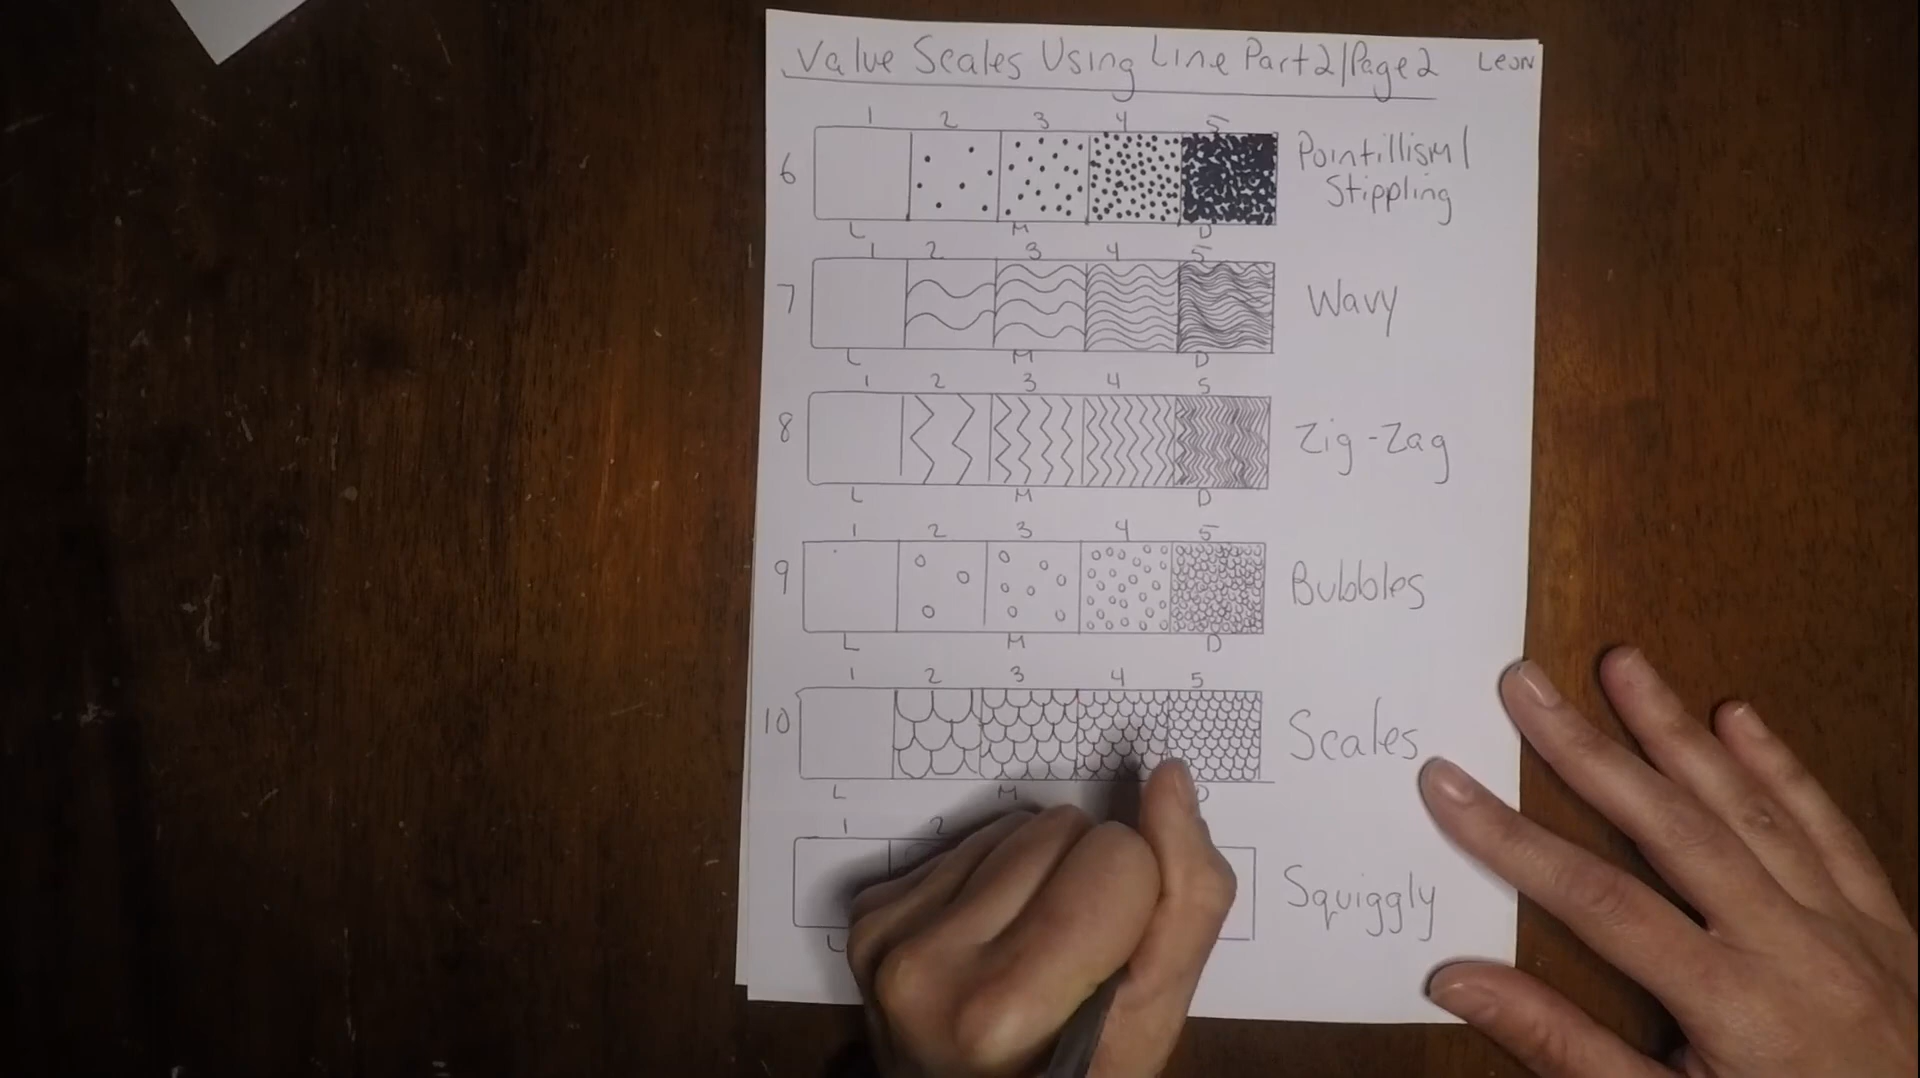 Value Scales Using Line Part 2/Page 2 Leon
1 2 3 4 5
6 Pointillism/
Stippling
L M D
1 2 3 4 5
7 Wavy
L M D
1 2 3 4 5
8 Zig-Zag
L M D
1 2 3 4 5
9 Bubbles
L M D
1 2 3 4 5
10 Scales
L M D
1 2
Squiggly
L